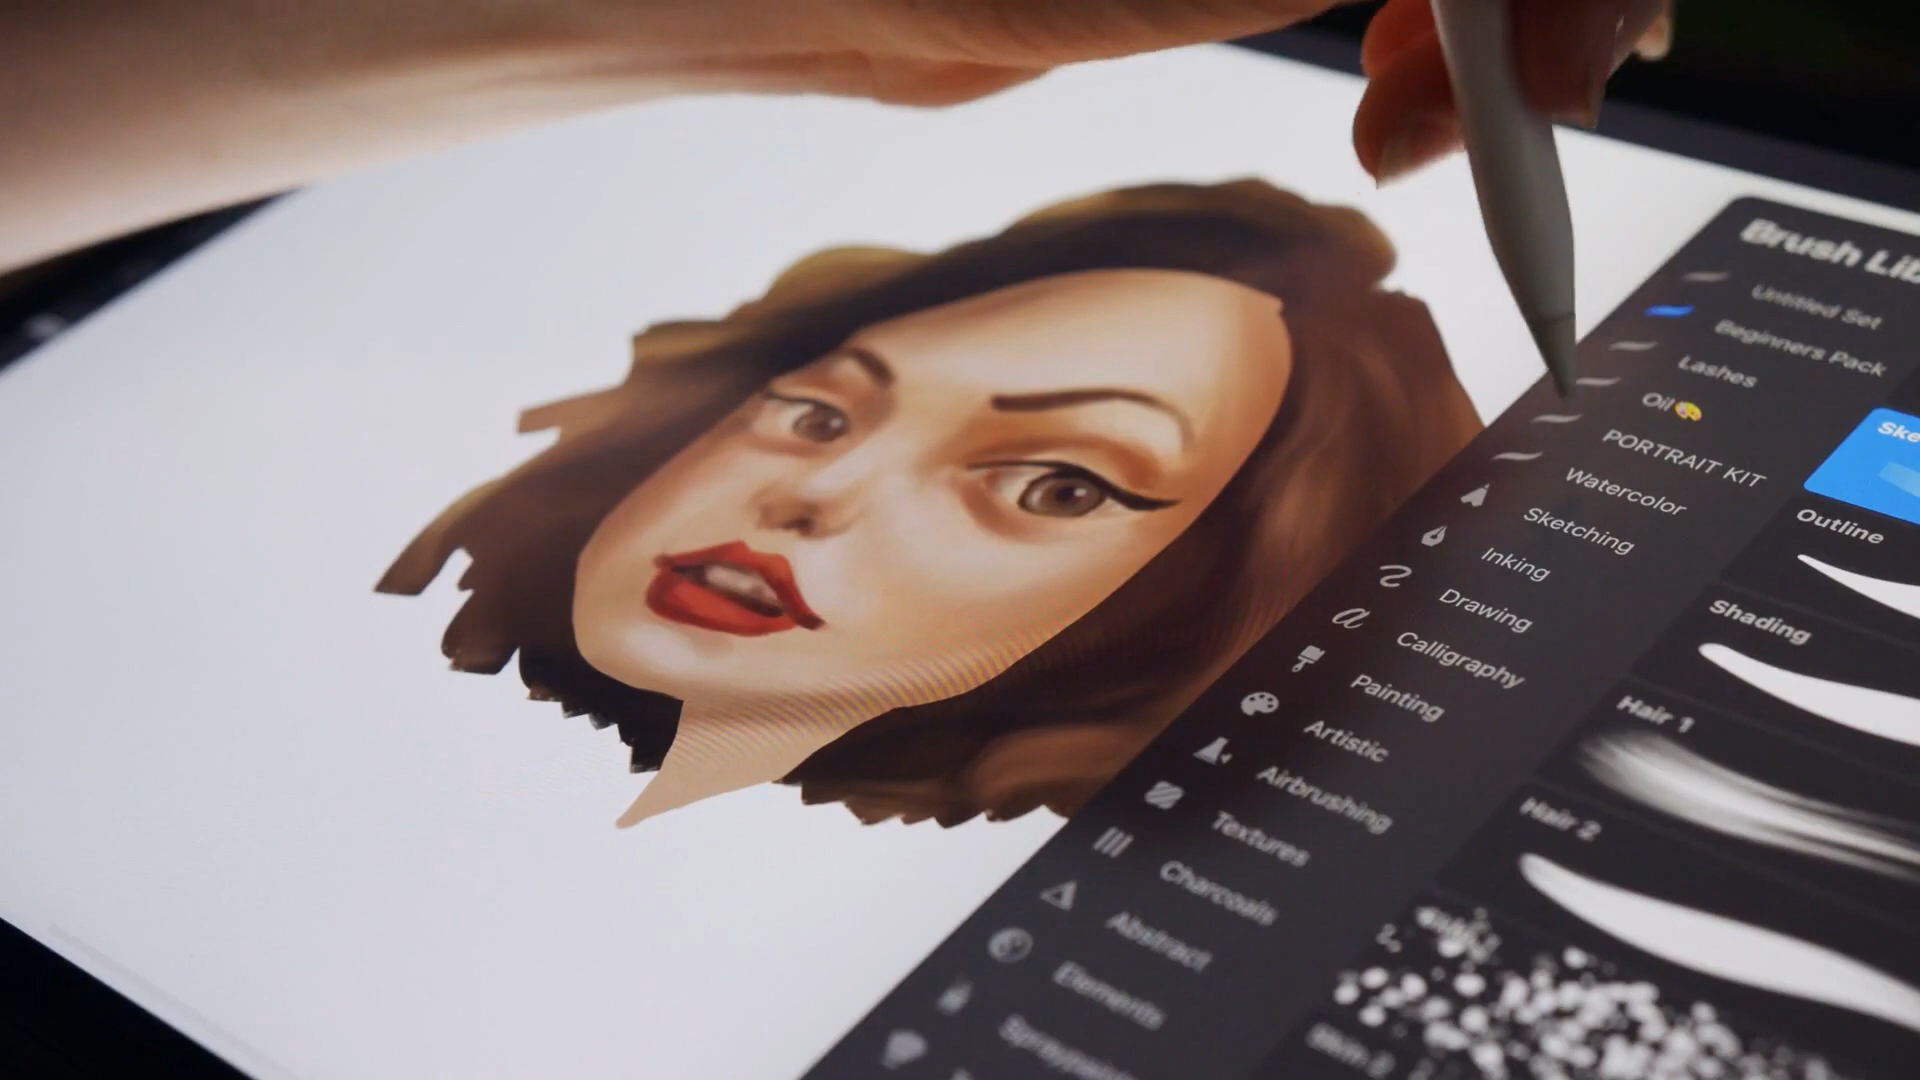 Brush Lib
Untitled Set
Beginners Pack
Lashes
Oil
PORTRAIT KIT
Watercolor
Sketching
Inking
Drawing
Calligraphy
Painting
Artistic
Airbrushing
Textures
Charcoals
Abstract
Elements
Ske
Outline
Shading
Hair 1
Hair 2